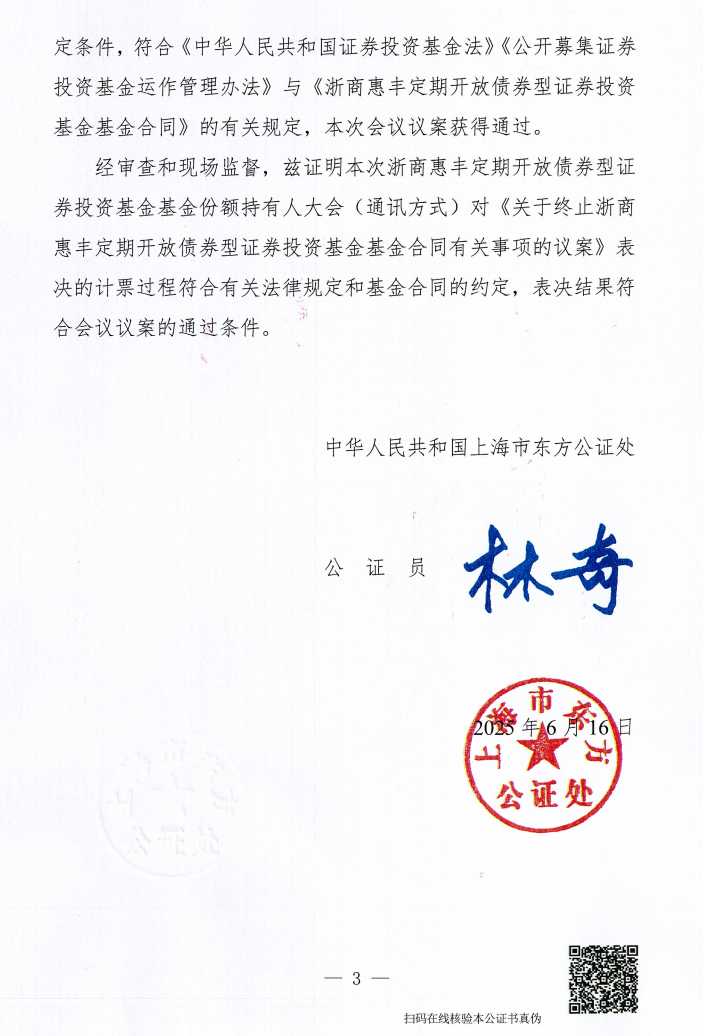 定条件，符合《中华人民共和国证券投资基金法》《公开募集证券
投资基金运作管理办法》与《浙商惠丰定期开放债券型证券投资
基金基金合同》的有关规定，本次会议议案获得通过。
经审查和现场监督，兹证明本次浙商惠丰定期开放债券型证
券投资基金基金份额持有人大会（通讯方式）对《关于终止浙商
惠丰定期开放债券型证券投资基金基金合同有关事项的议案》表
决的计票过程符合有关法律规定和基金合同的约定，表决结果符
合会议议案的通过条件。
中华人民共和国上海市东方公证处
公 证 员 林奇
上海市东方
2025 年 6 月 16 日
公证处
— 3 —
扫码在线核验本公证书真伪